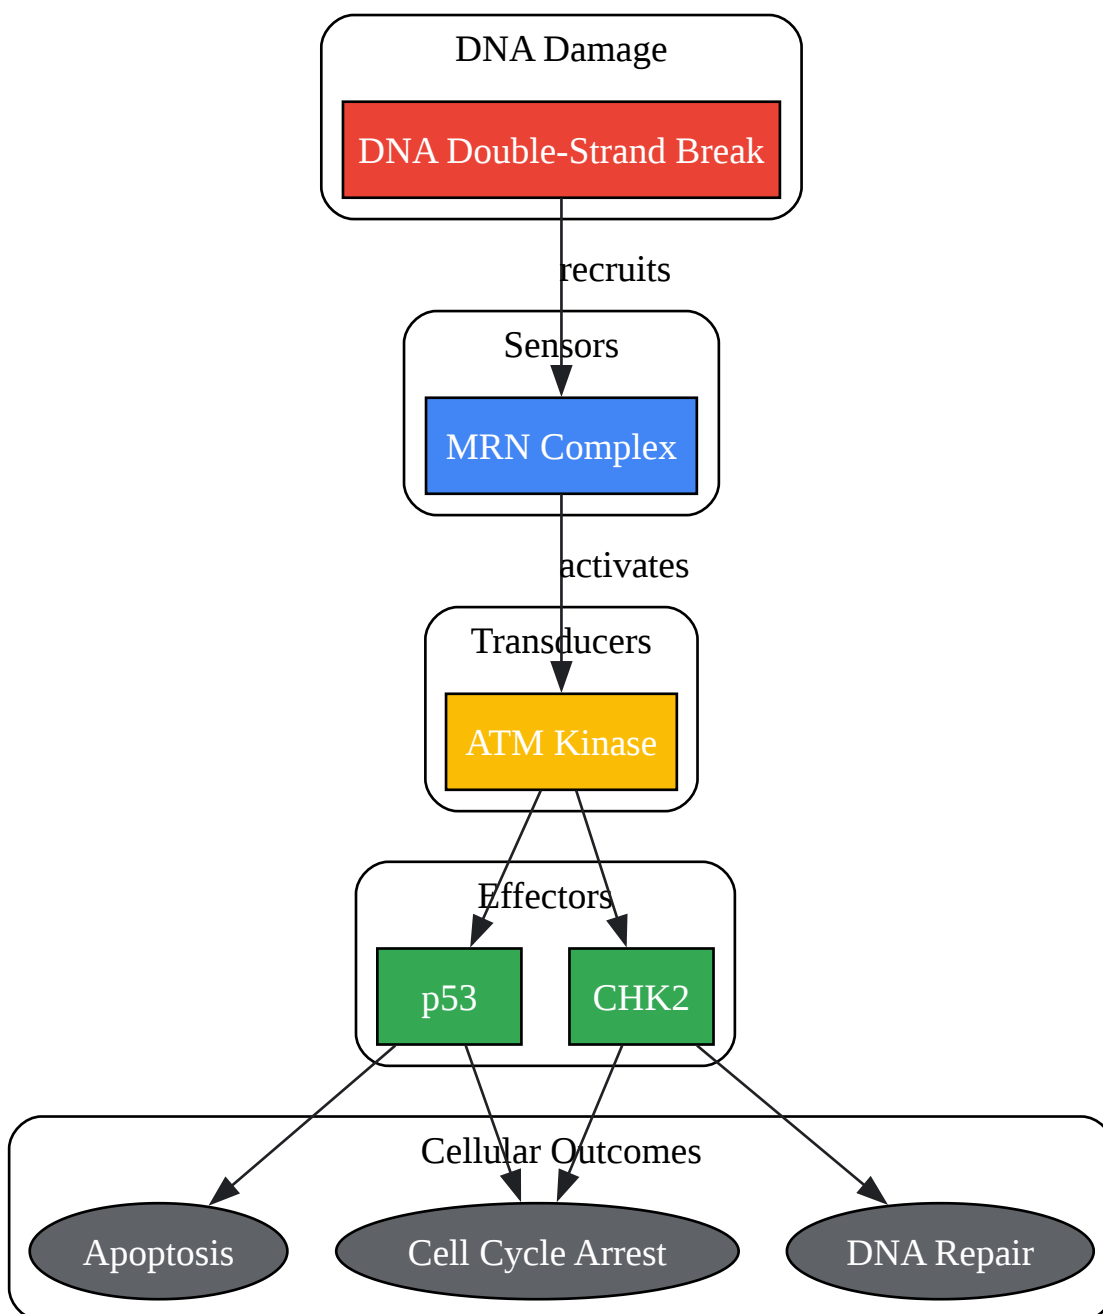 DNA Damage
DNA Double-Strand Break
recruits
Sensors
MRN Complex
activates
Transducers
ATM Kinase
Effectors
p53
CHK2
Cellular Outcomes
Apoptosis
Cell Cycle Arrest
DNA Repair